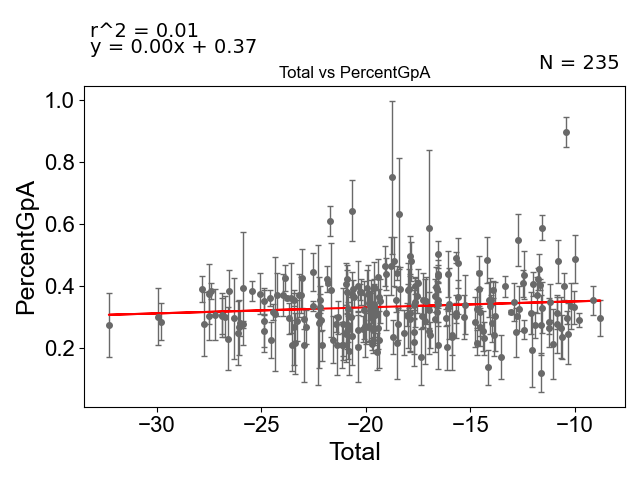 r^2 = 0.01
y = 0.00x + 0.37
N = 235
Total vs PercentGpA
PercentGpA
1.0
0.8
0.6
0.4
0.2
−30
−25
−20
−15
−10
Total